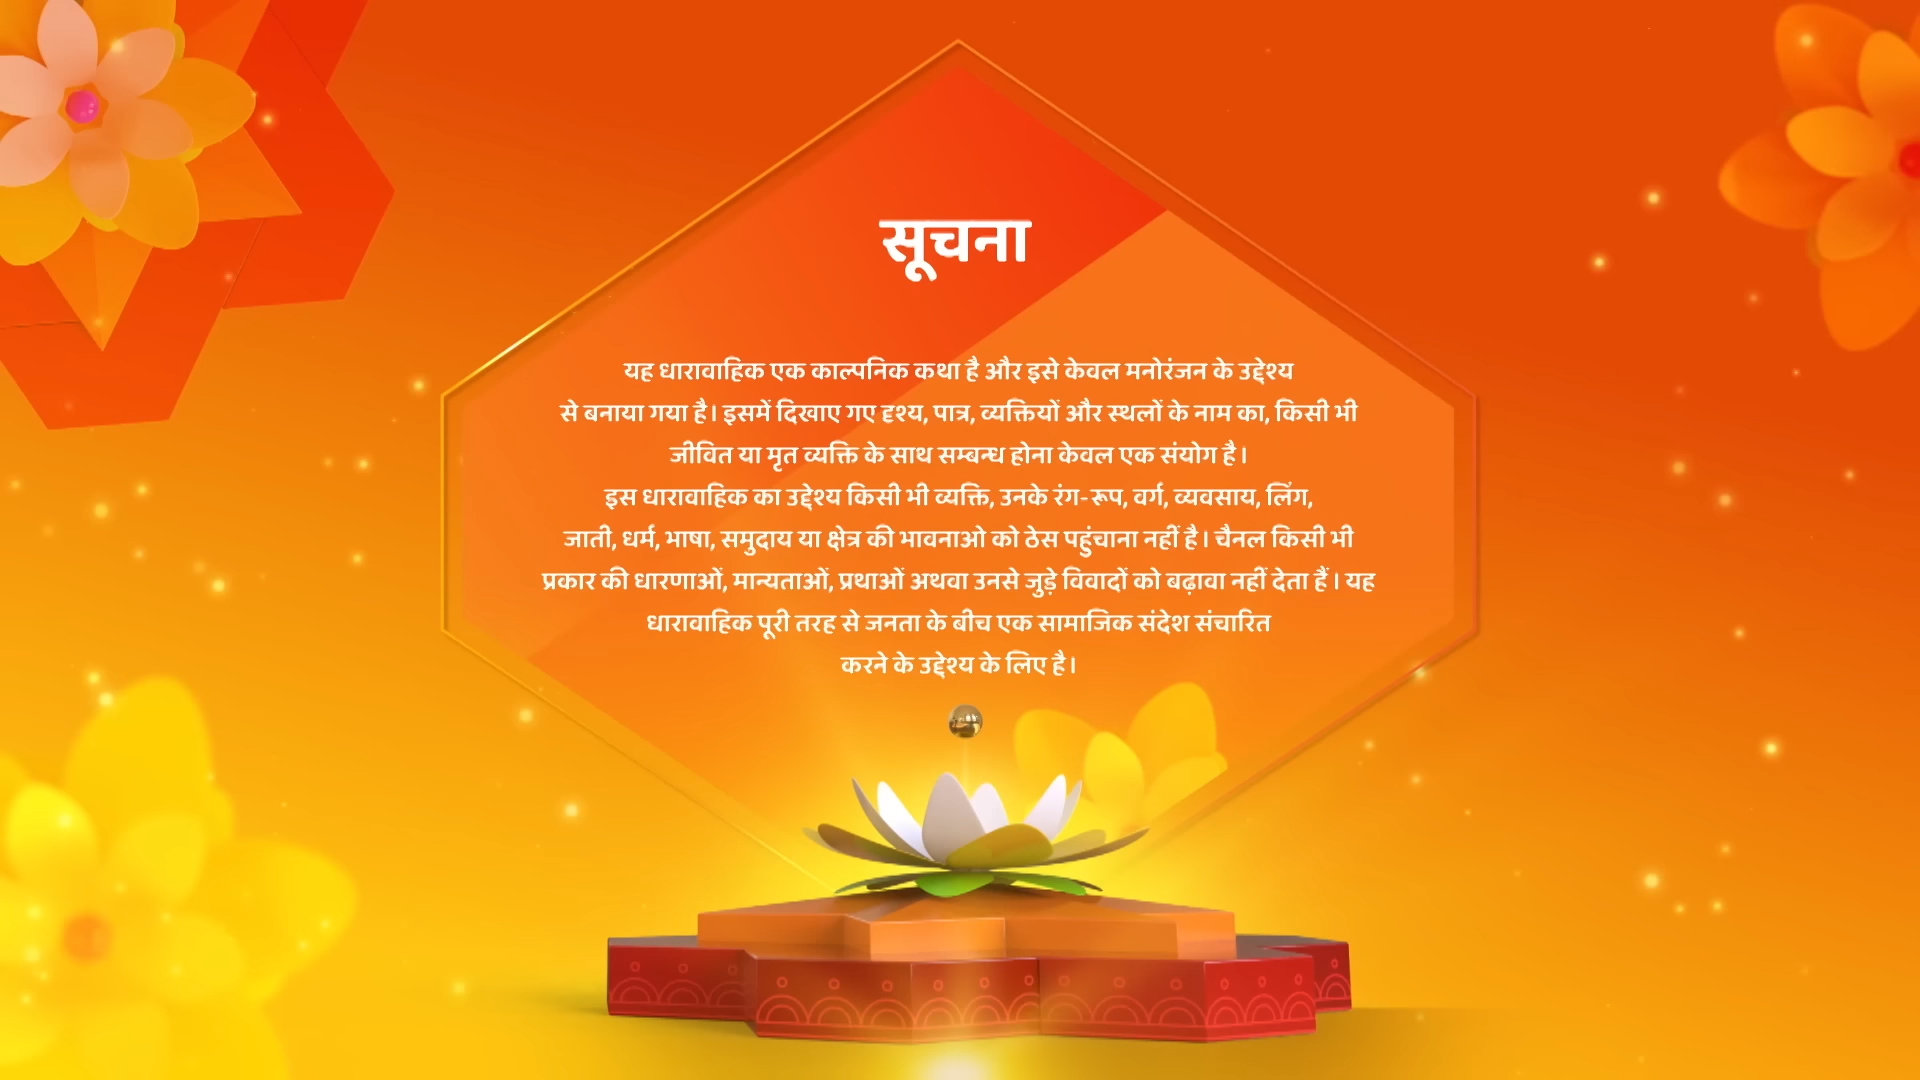 सूचना
यह धारावाहिक एक काल्पनिक कथा है और इसे केवल मनोरंजन के उद्देश्य
से बनाया गया है। इसमें दिखाए गए दृश्य, पात्र, व्यक्तियों और स्थलों के नाम का, किसी भी
जीवित या मृत व्यक्ति के साथ सम्बन्ध होना केवल एक संयोग है।
इस धारावाहिक का उद्देश्य किसी भी व्यक्ति, उनके रंग-रूप, वर्ग, व्यवसाय, लिंग,
जाती, धर्म, भाषा, समुदाय या क्षेत्र की भावनाओ को ठेस पहुंचाना नहीं है। चैनल किसी भी
प्रकार की धारणाओं, मान्यताओं, प्रथाओं अथवा उनसे जुड़े विवादों को बढ़ावा नहीं देता हैं। यह
धारावाहिक पूरी तरह से जनता के बीच एक सामाजिक संदेश संचारित
करने के उद्देश्य के लिए है।